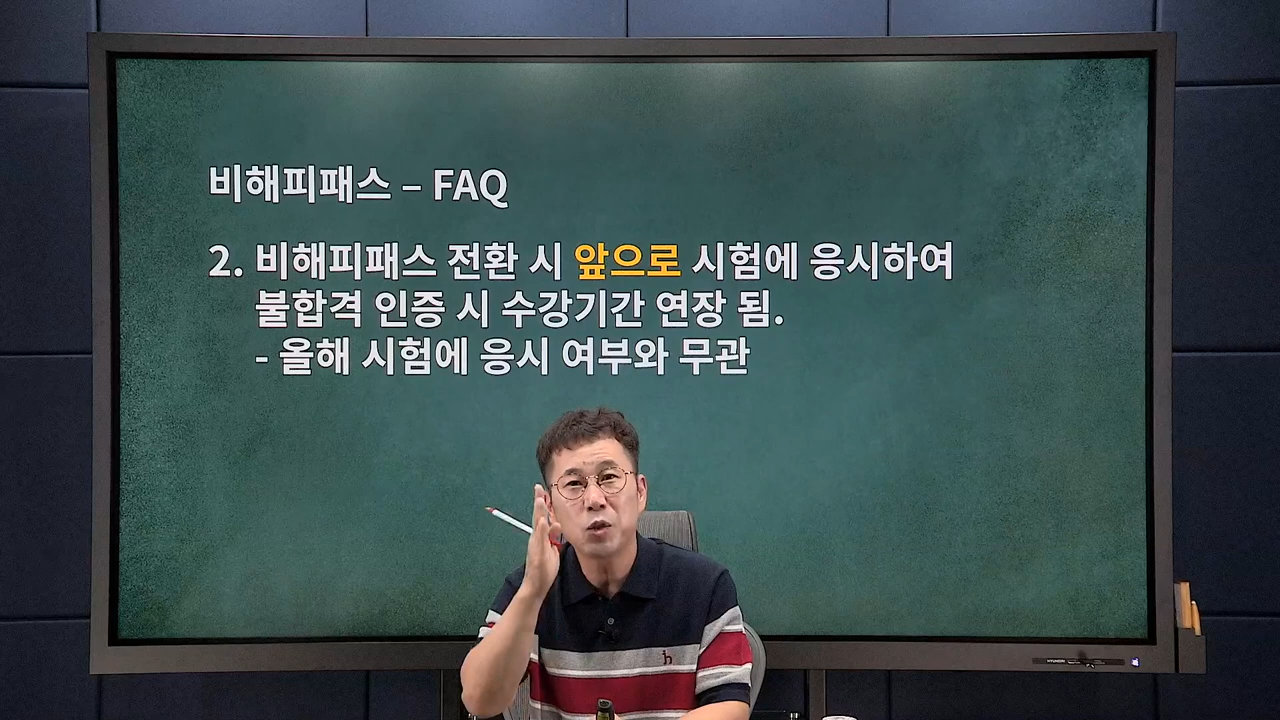 비해피패스 – FAQ
2. 비해피패스 전환 시 앞으로 시험에 응시하여
불합격 인증 시 수강기간 연장 됨.
- 올해 시험에 응시 여부와 무관
HYUNDAI
h